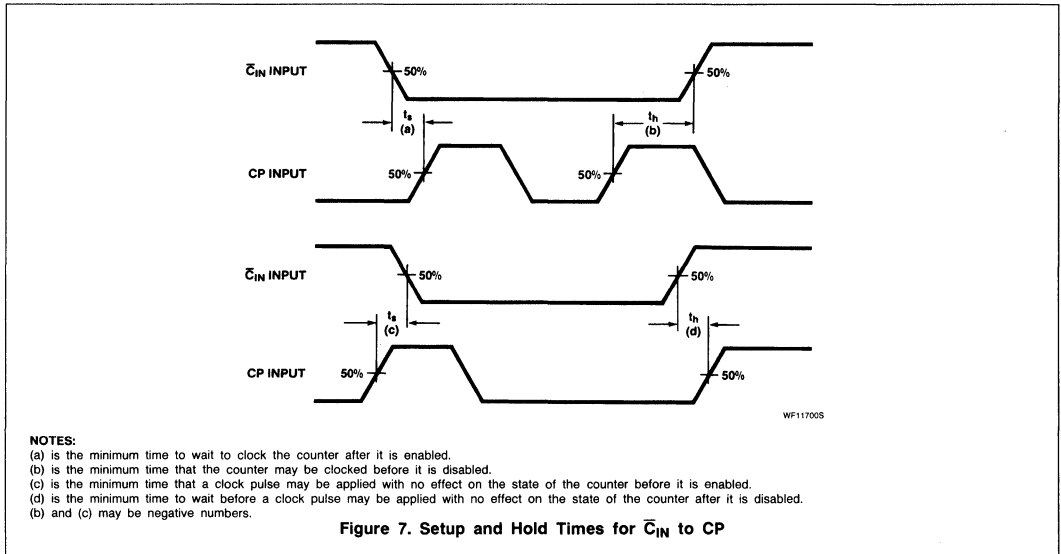 C̅IN INPUT
50%
50%
ts
(a)
th
(b)
CP INPUT
50%
50%
C̅IN INPUT
50%
50%
ts
(c)
th
(d)
CP INPUT
50%
50%
WF11700S
NOTES:
(a) is the minimum time to wait to clock the counter after it is enabled.
(b) is the minimum time that the counter may be clocked before it is disabled.
(c) is the minimum time that a clock pulse may be applied with no effect on the state of the counter before it is enabled.
(d) is the minimum time to wait before a clock pulse may be applied with no effect on the state of the counter after it is disabled.
(b) and (c) may be negative numbers.
Figure 7. Setup and Hold Times for C̅IN to CP